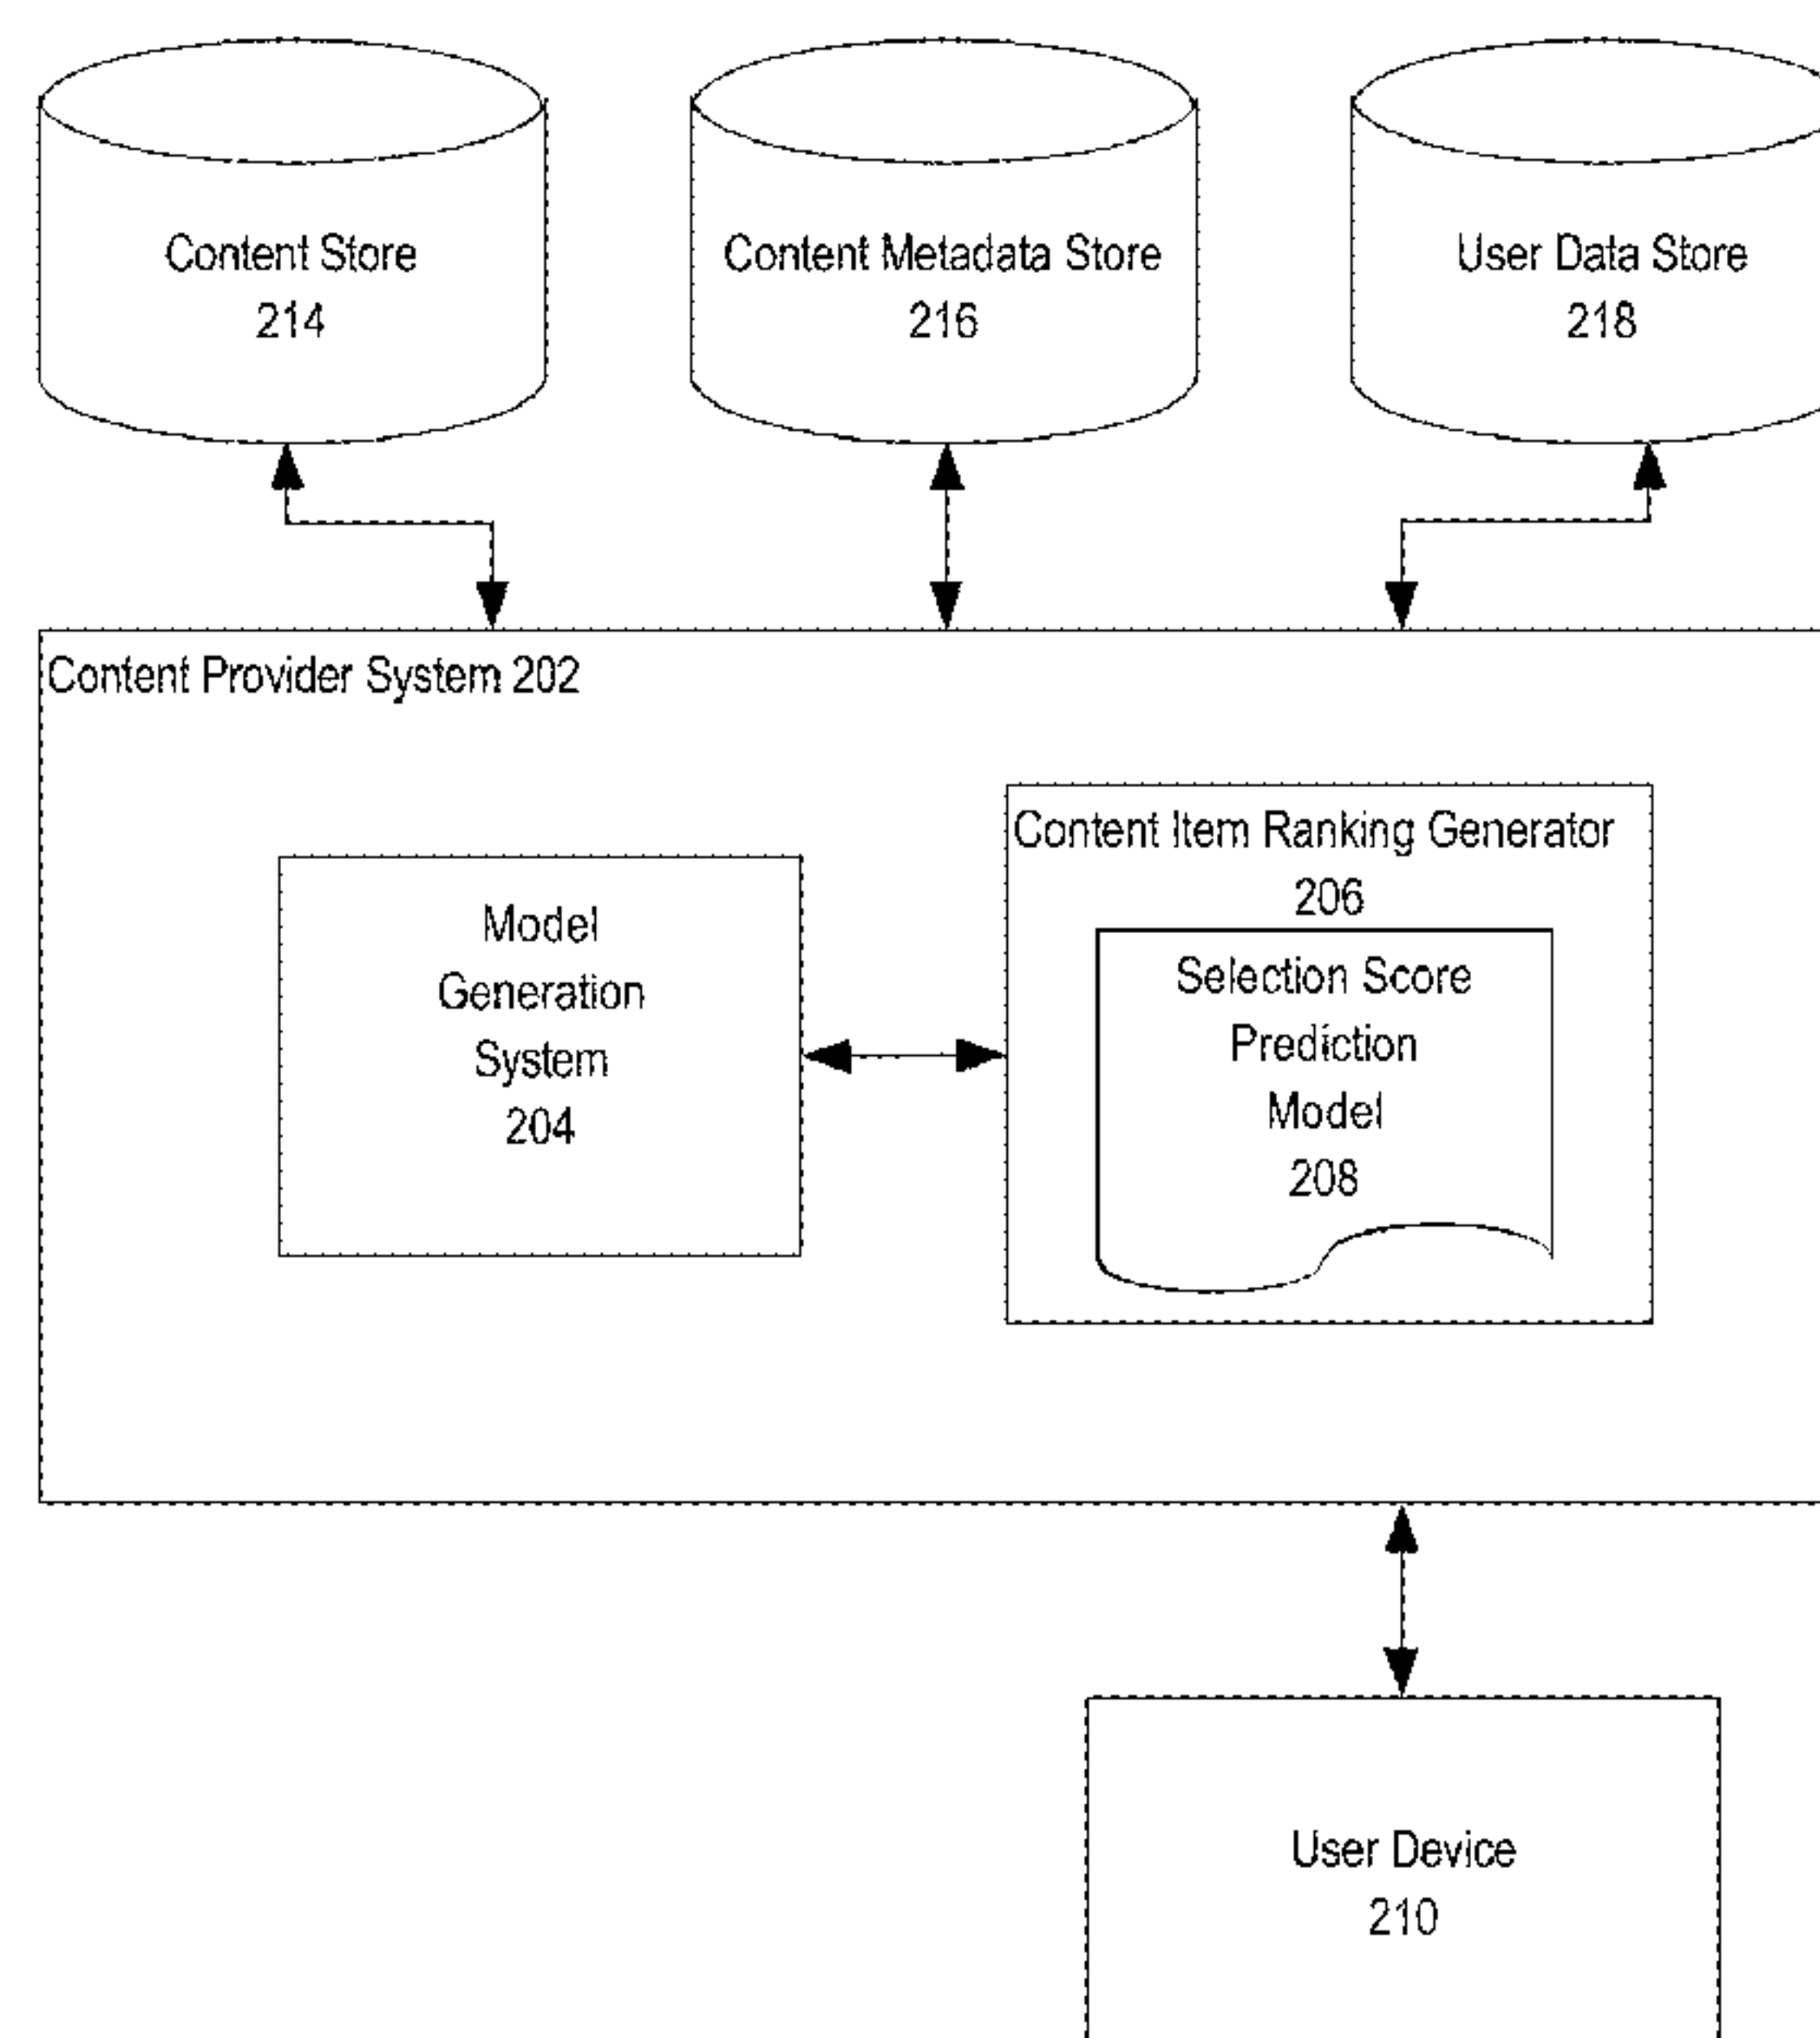 Content Store
214
Content Metadata Store
216
User Data Store
218
Content Provider System 202
Model
Generation
System
204
Content Item Ranking Generator
206
Selection Score
Prediction
Model
208
User Device
210